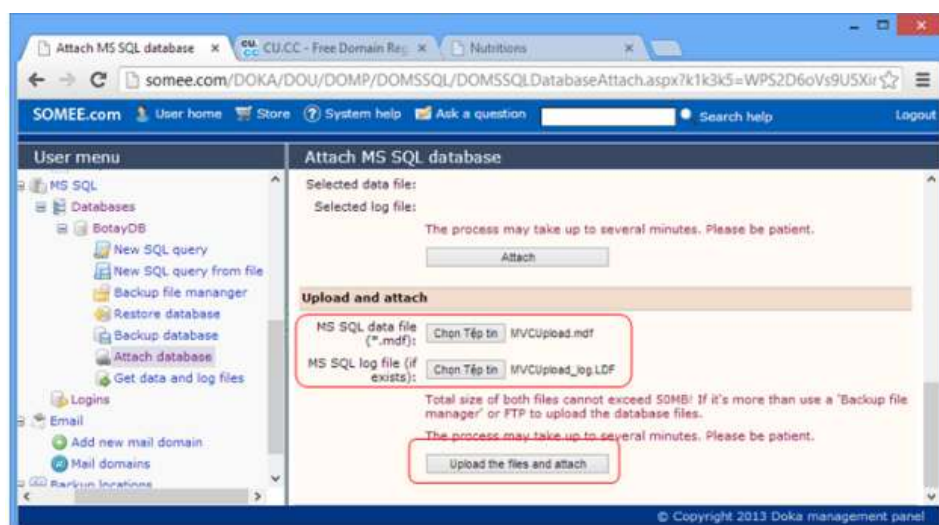 Attach MS SQL database
CU.CC - Free Domain Reg
Nutritions
somee.com/DOKA/DOU/DOMP/DOMSSQL/DOMSSQLDatabaseAttach.aspx?k1k3k5=WPS2D6oVs9U5Xir
SOMEE.com User home Store System help Ask a question Search help Logout
User menu
MS SQL
Databases
BotayDB
New SQL query
New SQL query from file
Backup file mananger
Restore database
Backup database
Attach database
Get data and log files
Logins
Email
Add new mail domain
Mail domains
Backup locations
Attach MS SQL database
Selected data file:
Selected log file:
The process may take up to several minutes. Please be patient.
Attach
Upload and attach
MS SQL data file
(*.mdf): Chọn Tệp tin MVCUpload.mdf
MS SQL log file (if
exists): Chọn Tệp tin MVCUpload_log.LDF
Total size of both files cannot exceed 50MB! If it's more than use a 'Backup file
manager' or FTP to upload the database files.
The process may take up to several minutes. Please be patient.
Upload the files and attach
© Copyright 2013 Doka management panel